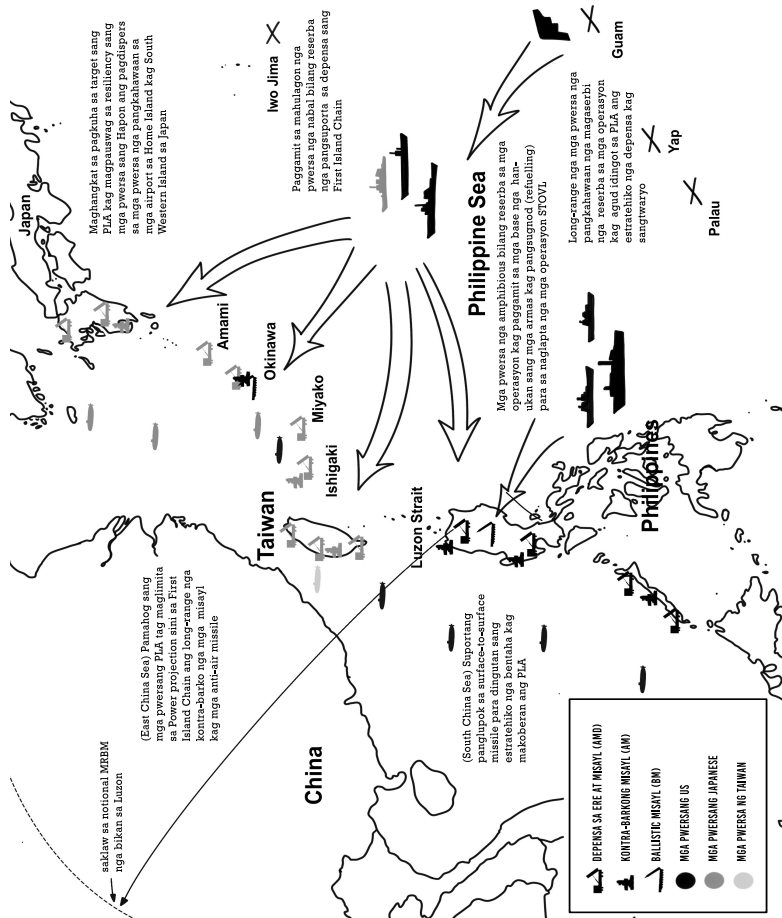 Japan
Maghangkat sa pagkuha sa target sang
PLA kag magpauswag sa resiliency sang
mga pwersa sang Hapon ang pagdispers
sa mga pwersa nga pangkahawaan sa
mga airport sa Home Island kag South
Western Island sa Japan
Iwo Jima
Paggamit sa mahulagon nga
pwersa nga nabal bilang reserba
nga pangsuporta sa depensa sang
First Island Chain
Guam
Yap
Palau
Philippine Sea
Long-range nga mga pwersa nga
pangkahawaan nga magaserbi
nga reserba sa mga operasyon
kag agud idingot sa PLA ang
estratehiko nga depensa kag
sangtwaryo
Mga pwersa nga amphibious bilang reserba sa mga
operasyon kag paggamit sa mga base nga han-
ukan sang mga armas kag pangsugnod (refuelling)
para sa naglapta nga mga operasyon STOVL
Amami
Okinawa
Miyako
Ishigaki
Taiwan
Luzon Strait
Philippines
(East China Sea) Pamahog sang
mga pwersang PLA tag maglimita
sa Power projection sini sa First
Island Chain ang long-range nga
kontra-barko nga mga misayl
kag mga anti-air missile
(South China Sea) Suportang
panglupok sa surface-to-surface
missile para dingutan sang
estratehiko nga bentaha kag
makoberan ang PLA
China
saklaw sa notional MRBM
nga bikan sa Luzon
DEPENSA SA ERE AT MISAYL (AMD)
KONTRA-BARKONG MISAYL (AM)
BALLISTIC MISAYL (BM)
MGA PWERSANG US
MGA PWERSANG JAPANESE
MGA PWERSA NG TAIWAN